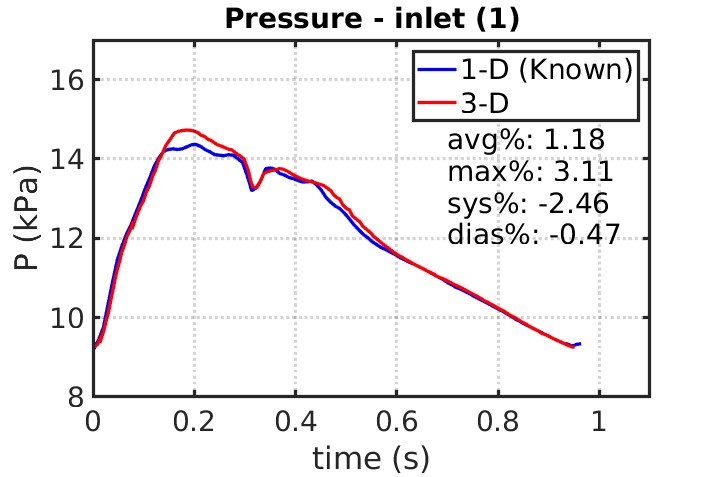 Pressure - inlet (1)
16
14
12
10
8
P (kPa)
1-D (Known)
3-D
avg%: 1.18
max%: 3.11
sys%: -2.46
dias%: -0.47
0 0.2 0.4 0.6 0.8 1
time (s)